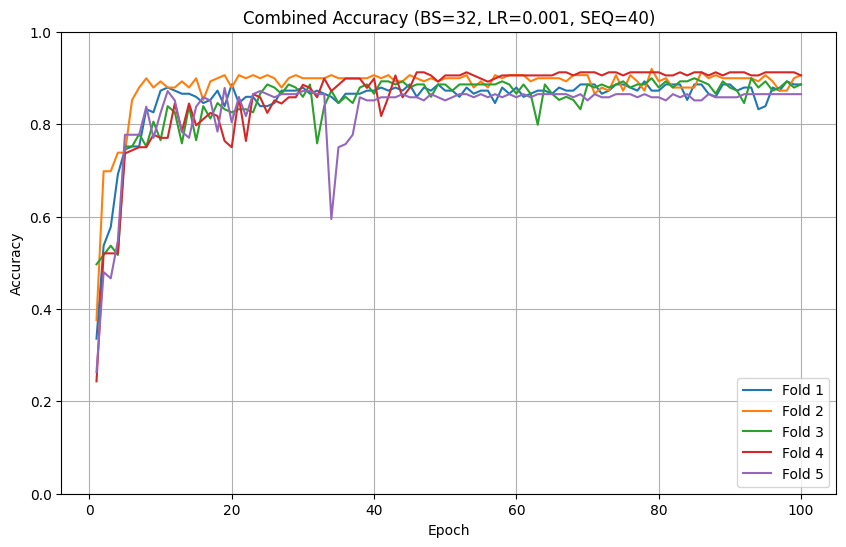 Combined Accuracy (BS=32, LR=0.001, SEQ=40)
1.0
0.8
0.6
0.4
0.2
0.0
Accuracy
0 20 40 60 80 100
Epoch
Fold 1
Fold 2
Fold 3
Fold 4
Fold 5